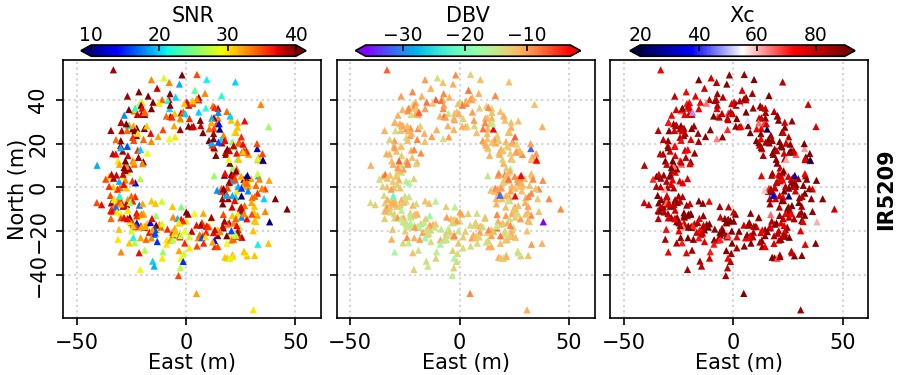 SNR DBV Xc
10 20 30 40 −30 −20 −10 20 40 60 80
North (m)
40
20
0
−20
−40
IR5209
−50 0 50 −50 0 50 −50 0 50
East (m) East (m) East (m)